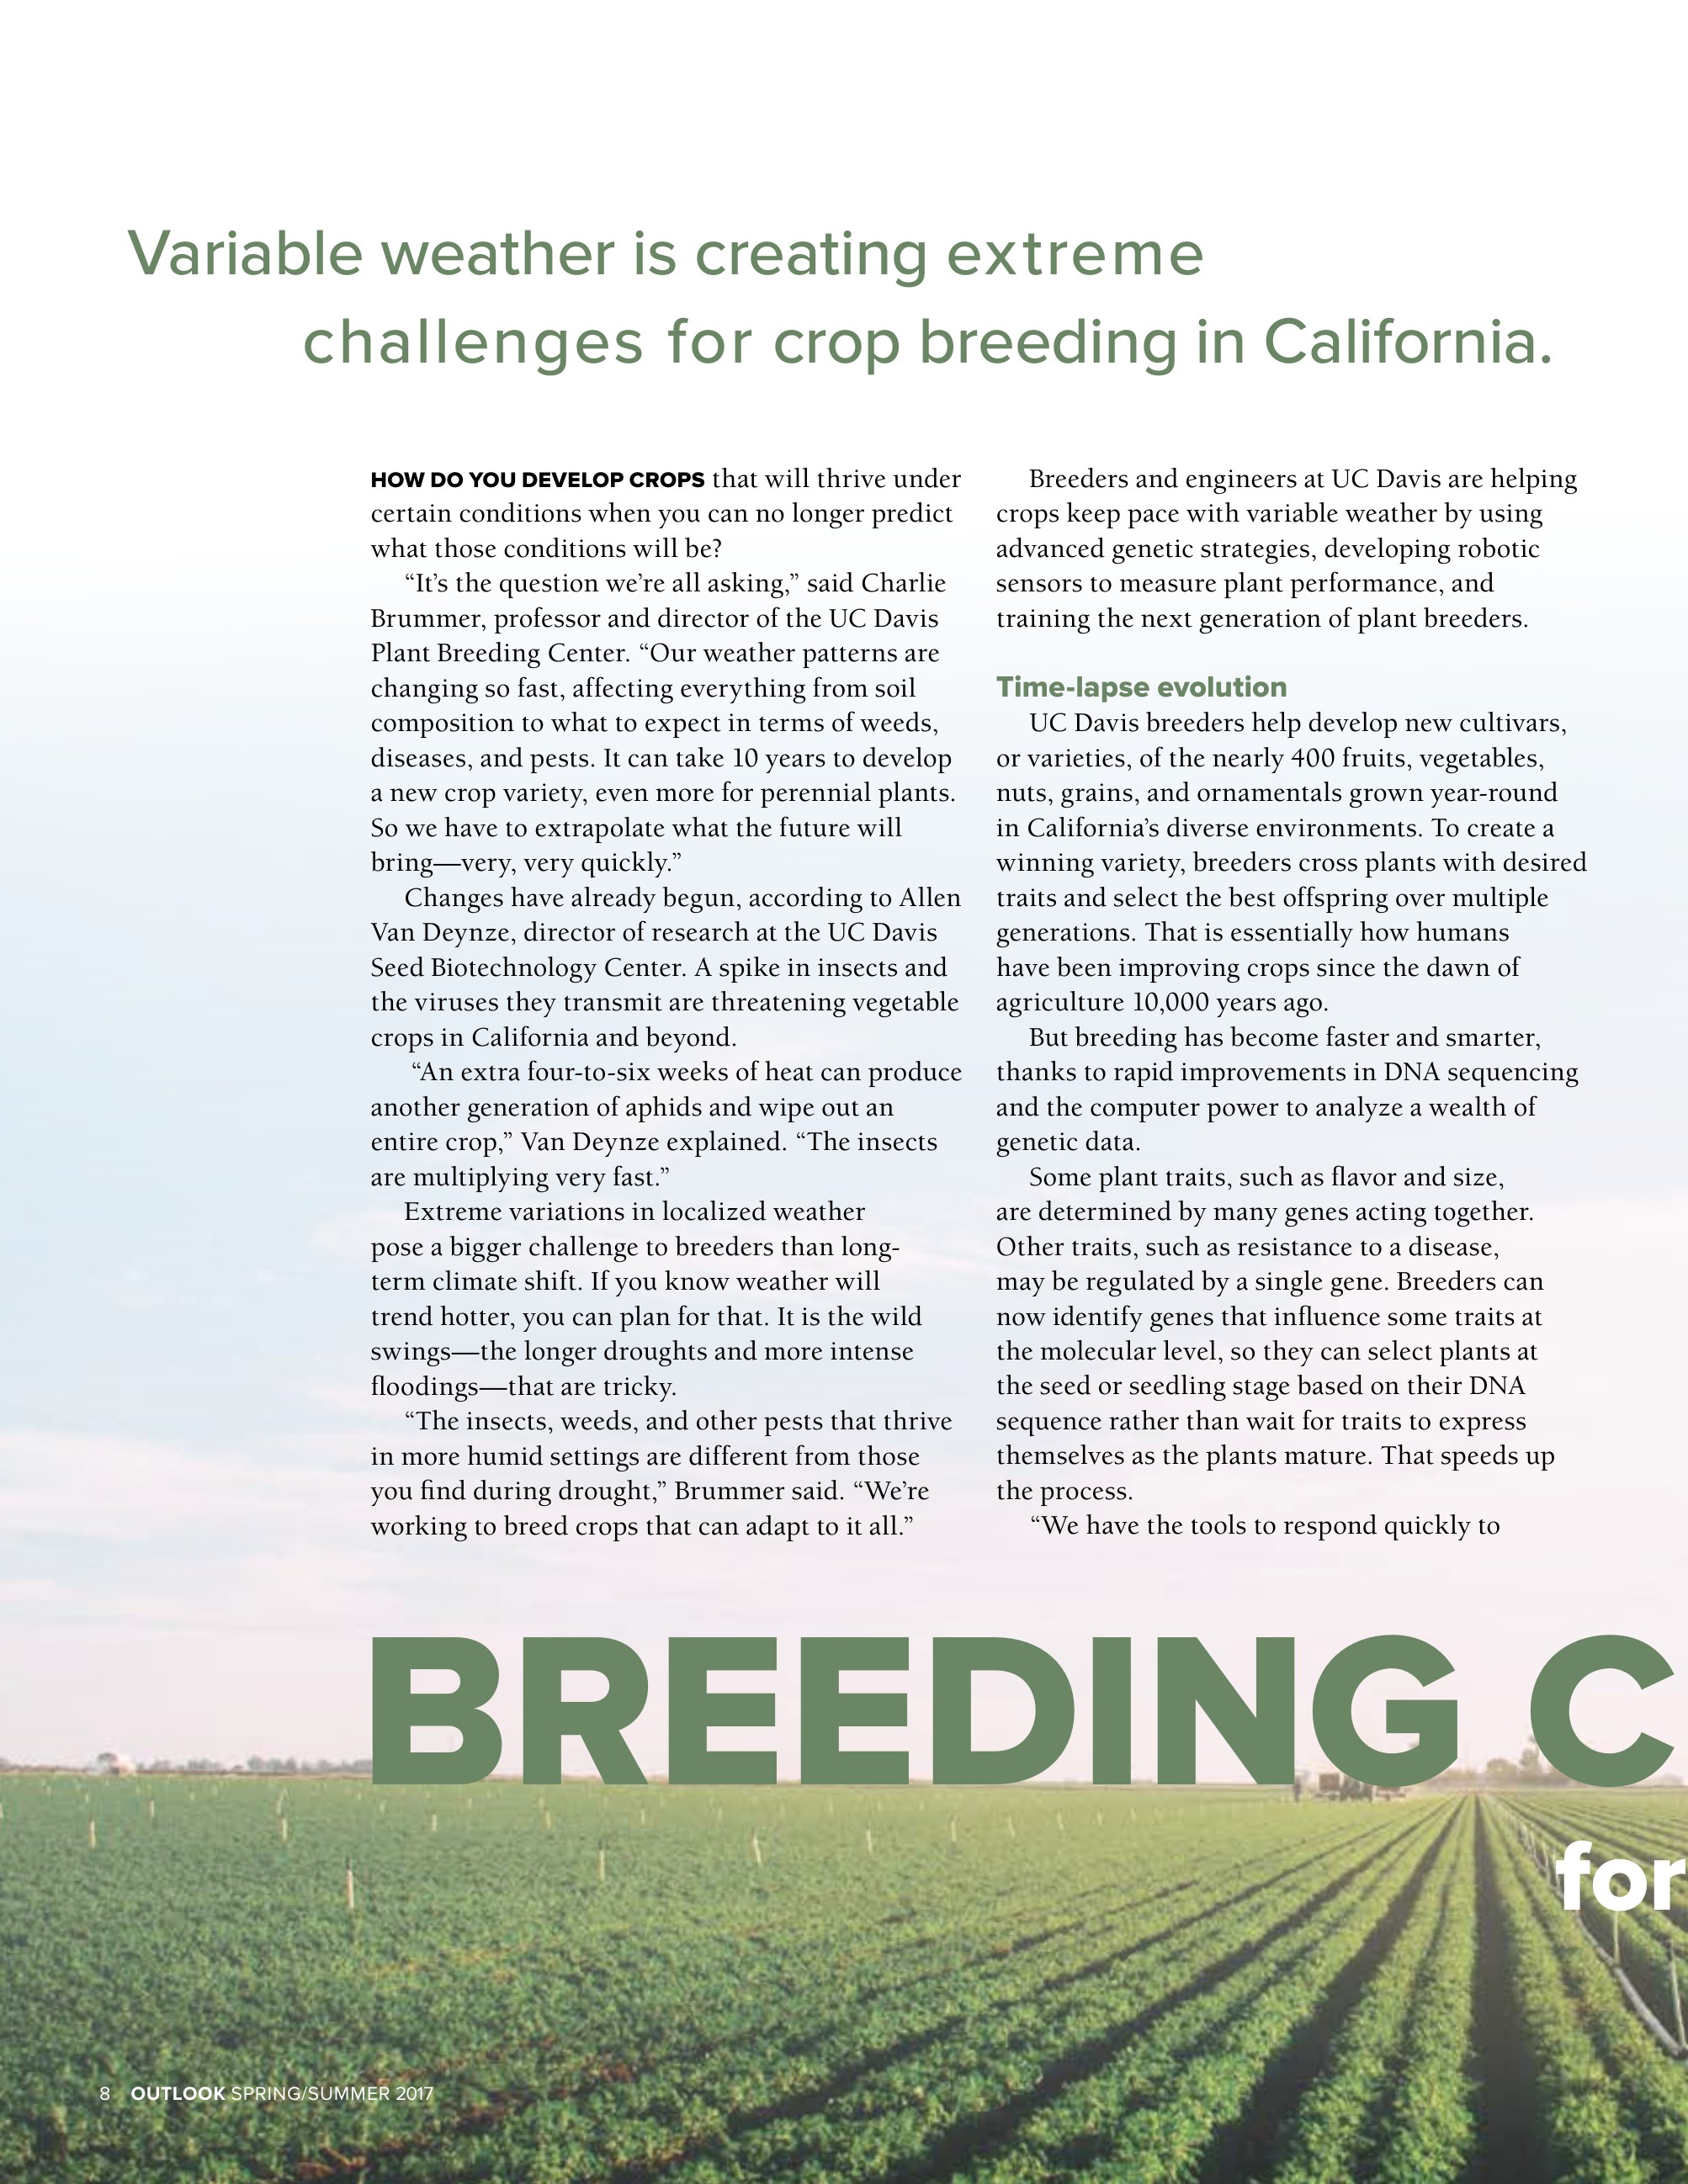 Variable weather is creating extreme
challenges for crop breeding in California.
HOW DO YOU DEVELOP CROPS that will thrive under
certain conditions when you can no longer predict
what those conditions will be?
“It’s the question we’re all asking,” said Charlie
Brummer, professor and director of the UC Davis
Plant Breeding Center. “Our weather patterns are
changing so fast, affecting everything from soil
composition to what to expect in terms of weeds,
diseases, and pests. It can take 10 years to develop
a new crop variety, even more for perennial plants.
So we have to extrapolate what the future will
bring—very, very quickly.”
Changes have already begun, according to Allen
Van Deynze, director of research at the UC Davis
Seed Biotechnology Center. A spike in insects and
the viruses they transmit are threatening vegetable
crops in California and beyond.
“An extra four-to-six weeks of heat can produce
another generation of aphids and wipe out an
entire crop,” Van Deynze explained. “The insects
are multiplying very fast.”
Extreme variations in localized weather
pose a bigger challenge to breeders than long-
term climate shift. If you know weather will
trend hotter, you can plan for that. It is the wild
swings—the longer droughts and more intense
floodings—that are tricky.
“The insects, weeds, and other pests that thrive
in more humid settings are different from those
you find during drought,” Brummer said. “We’re
working to breed crops that can adapt to it all.”
Breeders and engineers at UC Davis are helping
crops keep pace with variable weather by using
advanced genetic strategies, developing robotic
sensors to measure plant performance, and
training the next generation of plant breeders.
Time-lapse evolution
UC Davis breeders help develop new cultivars,
or varieties, of the nearly 400 fruits, vegetables,
nuts, grains, and ornamentals grown year-round
in California’s diverse environments. To create a
winning variety, breeders cross plants with desired
traits and select the best offspring over multiple
generations. That is essentially how humans
have been improving crops since the dawn of
agriculture 10,000 years ago.
But breeding has become faster and smarter,
thanks to rapid improvements in DNA sequencing
and the computer power to analyze a wealth of
genetic data.
Some plant traits, such as flavor and size,
are determined by many genes acting together.
Other traits, such as resistance to a disease,
may be regulated by a single gene. Breeders can
now identify genes that influence some traits at
the molecular level, so they can select plants at
the seed or seedling stage based on their DNA
sequence rather than wait for traits to express
themselves as the plants mature. That speeds up
the process.
“We have the tools to respond quickly to
BREEDING C
for
8 OUTLOOK SPRING/SUMMER 2017